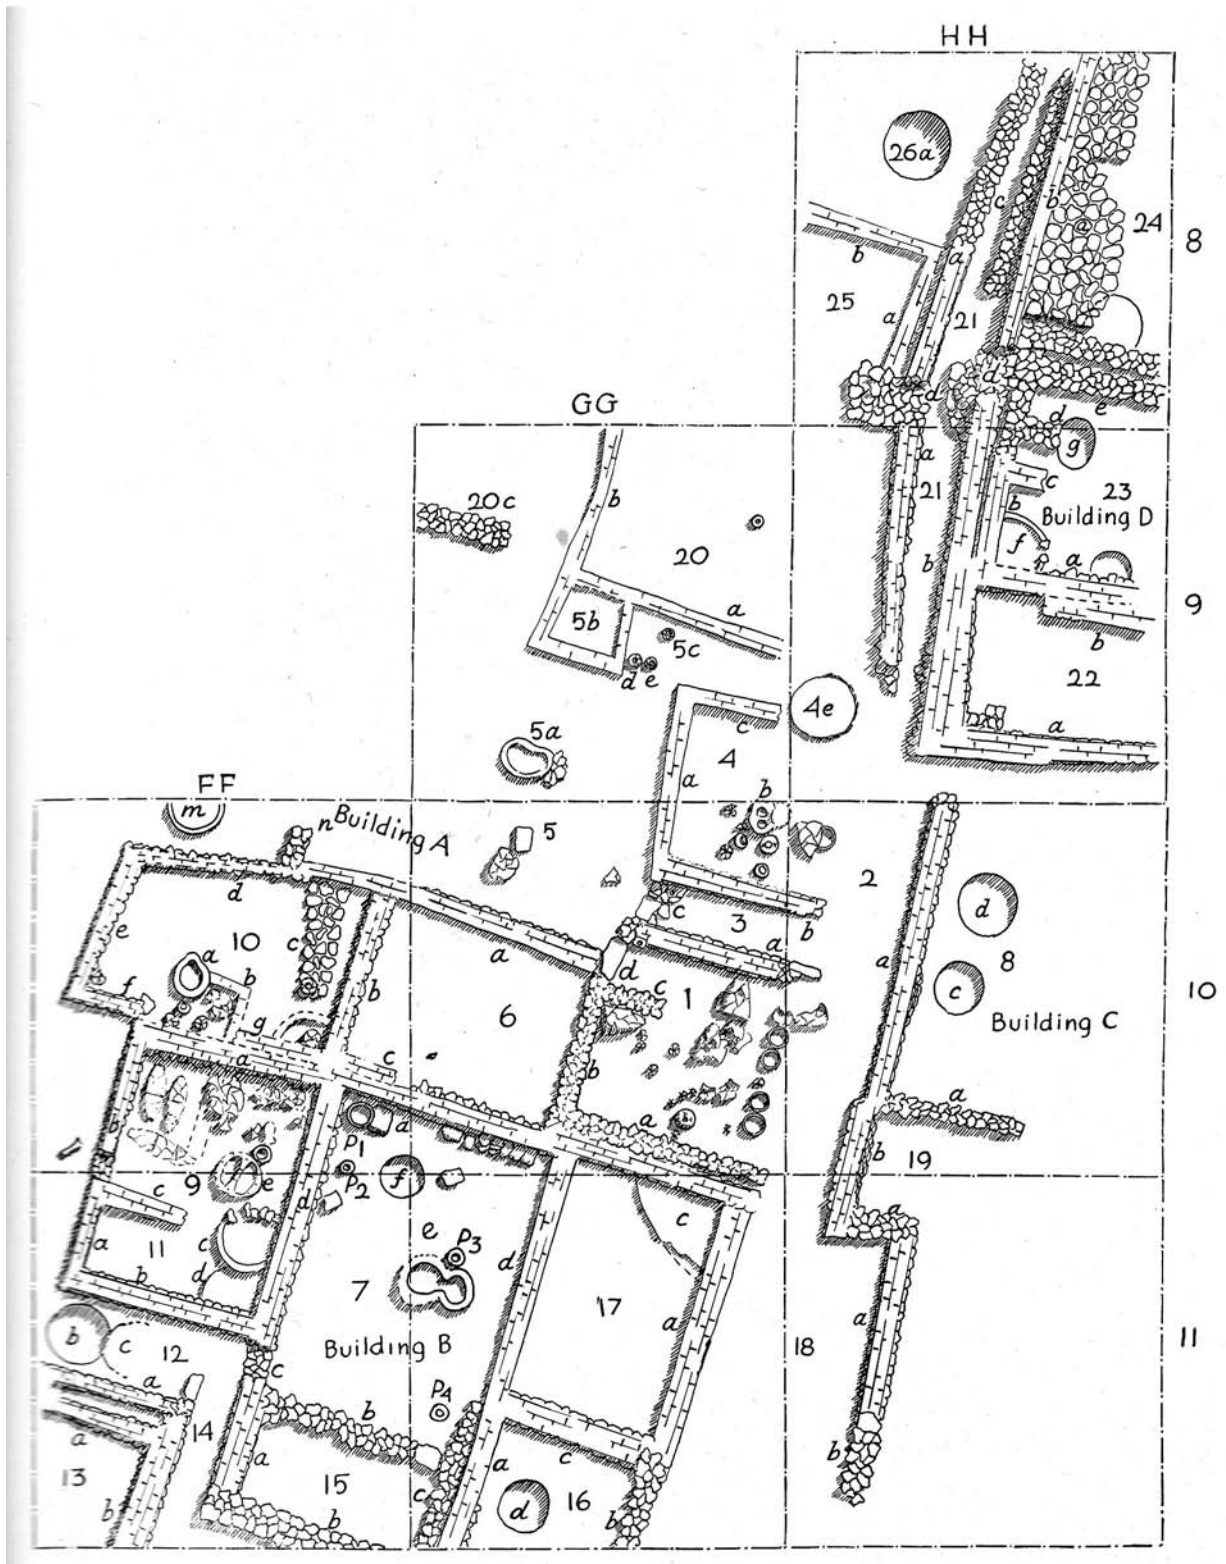 HH
26a
c
b
a
24
8
b
a
25
a
21
d
d
e
GG
d
g
a
20c
b
21
c
23
b
Building D
f
20
h
a
b
9
5b
a
b
5c
d e
22
4e
c
5a
4
a
a
FF
m
b
n Building A
5
2
d
c
3
b
d
e
10
c
a
a
8
a
d
a
b
b
c
1
c
10
f
6
Building C
g
c
a
b
a
b
a
a
P1
b
19
9
e
P2
f
c
d
c
a
e
P3
11
c
d
a
b
d
7
17
a
a
11
b
c
12
Building B
18
a
c
P4
b
14
a
a
c
b
13
15
a
16
b
b
c
d
b